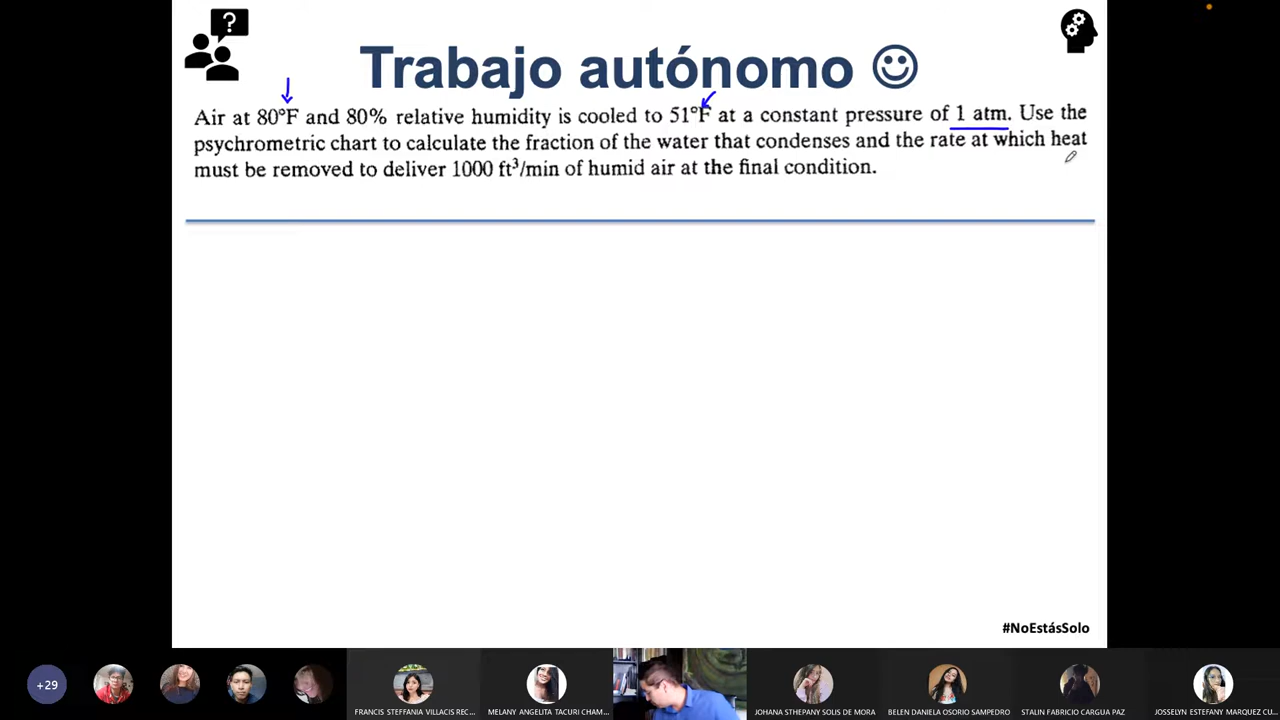 ?
Trabajo autónomo
Air at 80°F and 80% relative humidity is cooled to 51°F at a constant pressure of 1 atm. Use the
psychrometric chart to calculate the fraction of the water that condenses and the rate at which heat
must be removed to deliver 1000 ft³/min of humid air at the final condition.
#NoEstásSolo
+29
FRANCIS STEFFANIA VILLACIS REC...
MELANY ANGELITA TACURI CHAM...
JOHANA STHEPANY SOLIS DE MORA
BELEN DANIELA OSORIO SAMPEDRO
STALIN FABRICIO CARGUA PAZ
JOSSELYN ESTEFANY MARQUEZ CU...